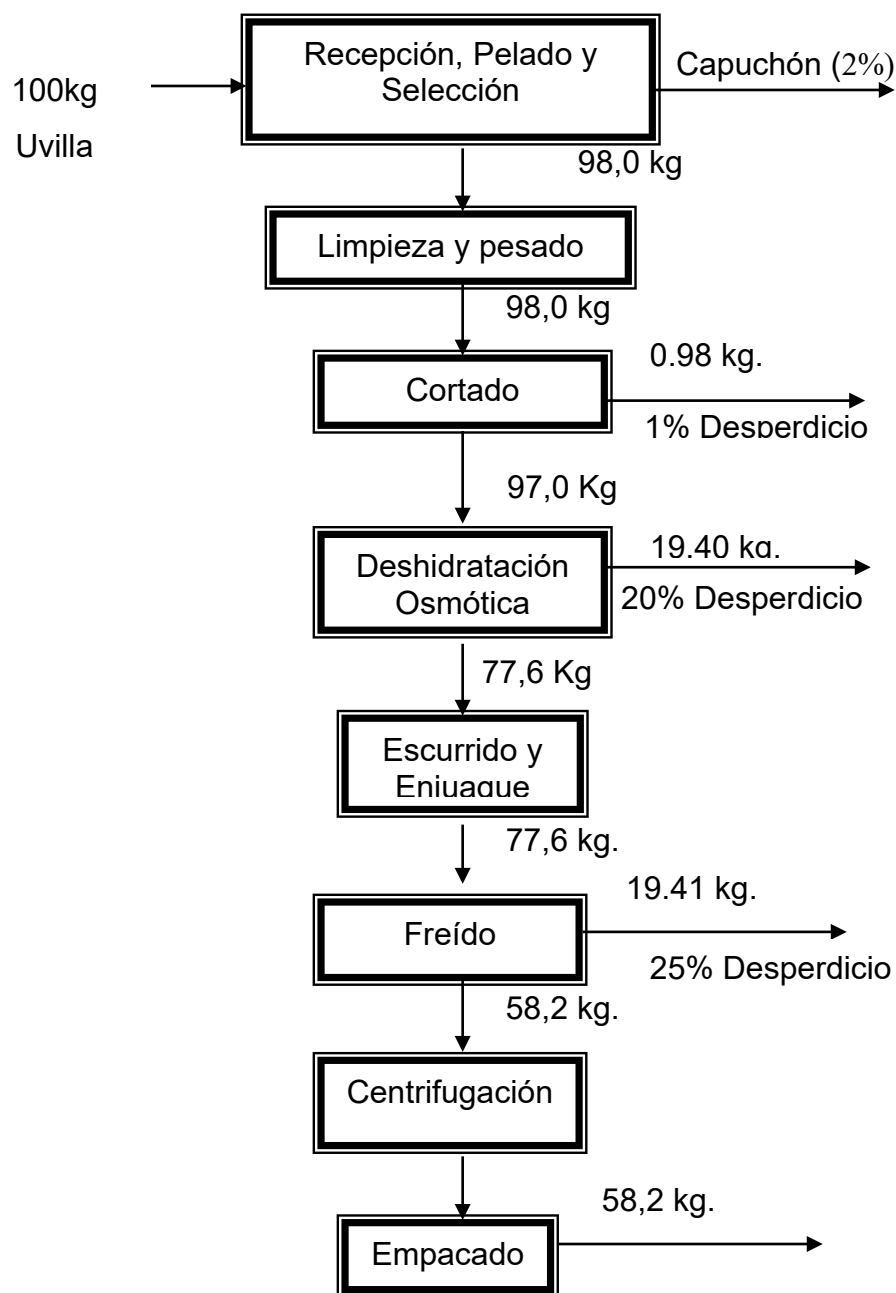 Recepción, Pelado y
Selección
100kg
Uvilla
Capuchón (2%)
98,0 kg
Limpieza y pesado
98,0 kg
Cortado
0.98 kg.
1% Desperdicio
97,0 Kg
Deshidratación
Osmótica
19.40 kg.
20% Desperdicio
77,6 Kg
Escurrido y
Enjuague
77,6 kg.
Freído
19.41 kg.
25% Desperdicio
58,2 kg.
Centrifugación
58,2 kg.
Empacado